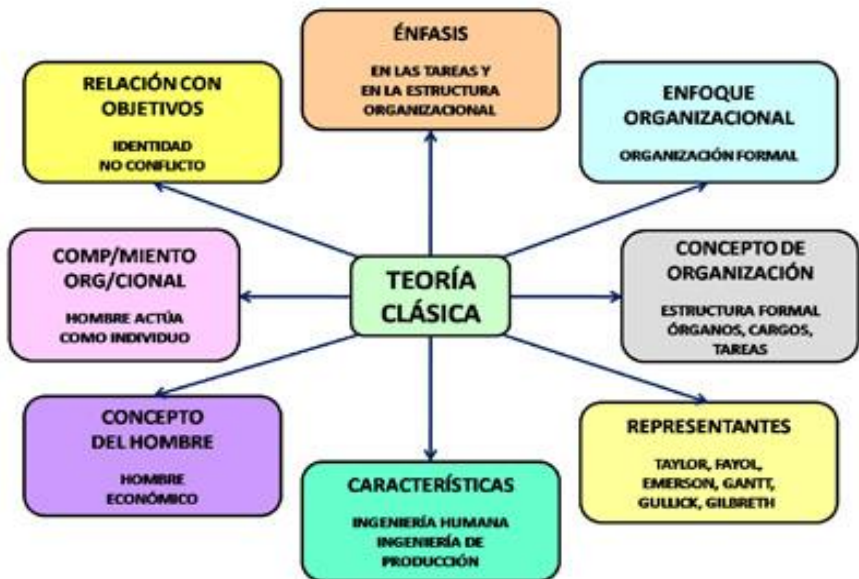 ÉNFASIS
EN LAS TAREAS Y
EN LA ESTRUCTURA
ORGANIZACIONAL
RELACIÓN CON
OBJETIVOS
IDENTIDAD
NO CONFLICTO
ENFOQUE
ORGANIZACIONAL
ORGANIZACIÓN FORMAL
COMP/MIENTO
ORG/CIONAL
HOMBRE ACTÚA
COMO INDIVIDUO
TEORÍA
CLÁSICA
CONCEPTO DE
ORGANIZACIÓN
ESTRUCTURA FORMAL
ÓRGANOS, CARGOS,
TAREAS
CONCEPTO
DEL HOMBRE
HOMBRE
ECONÓMICO
CARACTERÍSTICAS
INGENIERÍA HUMANA
INGENIERÍA DE
PRODUCCIÓN
REPRESENTANTES
TAYLOR, FAYOL,
EMERSON, GANTT,
GULLICK, GILBRETH